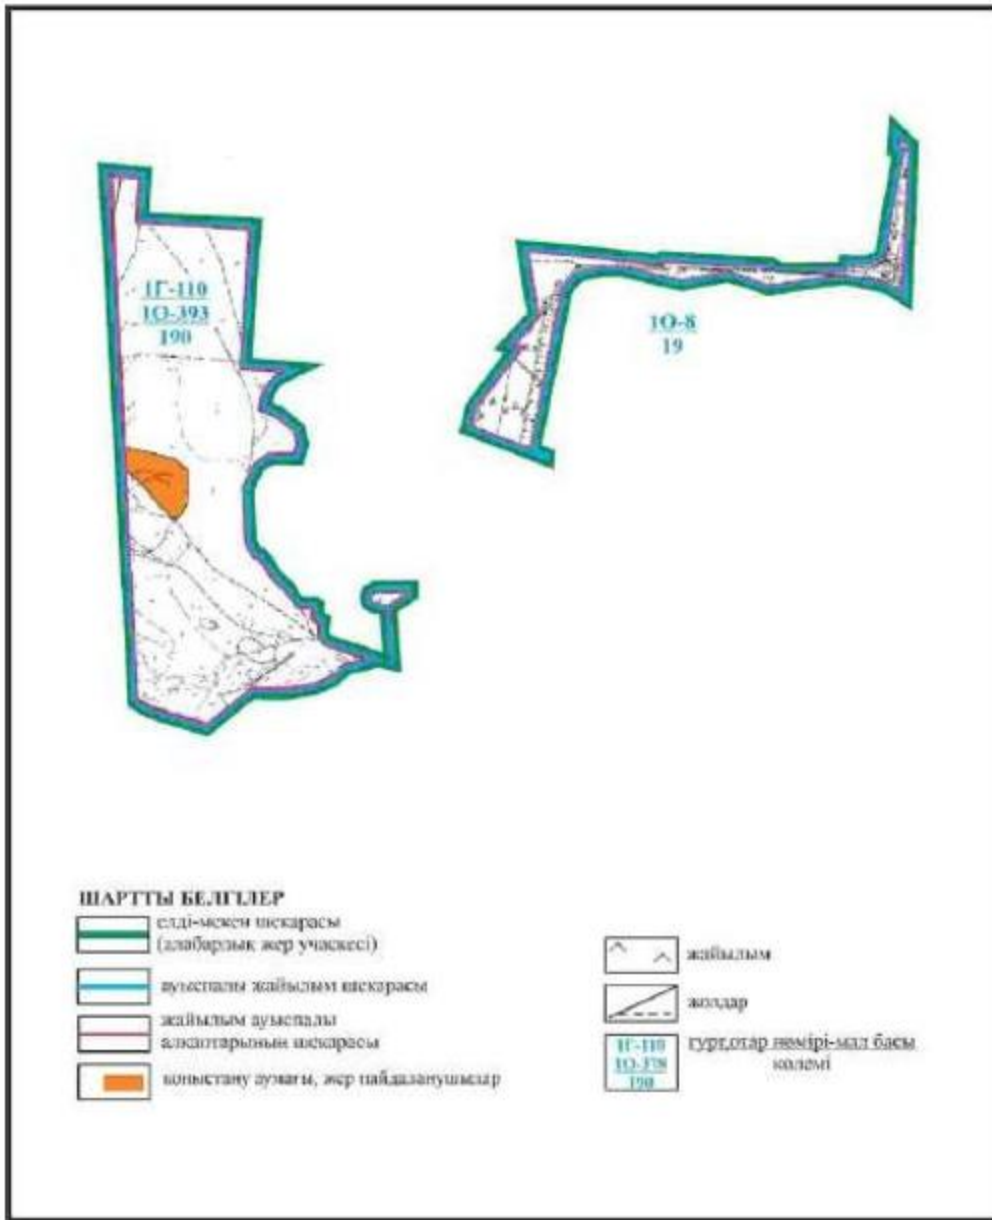 1Г-110
1О-393
190
1О-8
19
ШАРТТЫ БЕЛГІЛЕР
елді-мекен шекарасы
(алабардық жер учаскесі)
ауыспалы жайылым шекарасы
жайылым ауыспалы
алқаптарының шекарасы
қоныстану аумағы, жер пайдаланушылар
жайылым
жолдар
1Г-110
1О-378
190
гурт,отар нөмірі-мал басы
көлемі